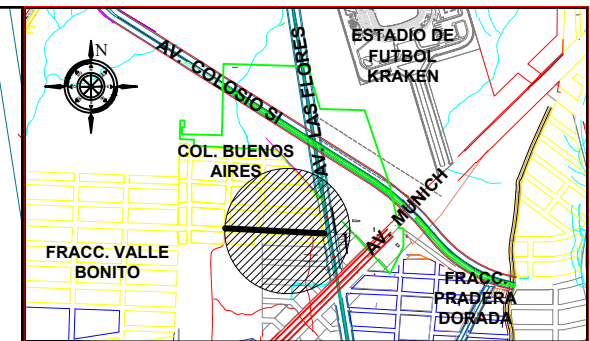 N
ESTADIO DE
FUTBOL
KRAKEN
AV. COLOSIO SI
AV. LAS FLORES
COL. BUENOS
AIRES
AV. MUNICH
FRACC. VALLE
BONITO
FRACC.
PRADERA
DORADA